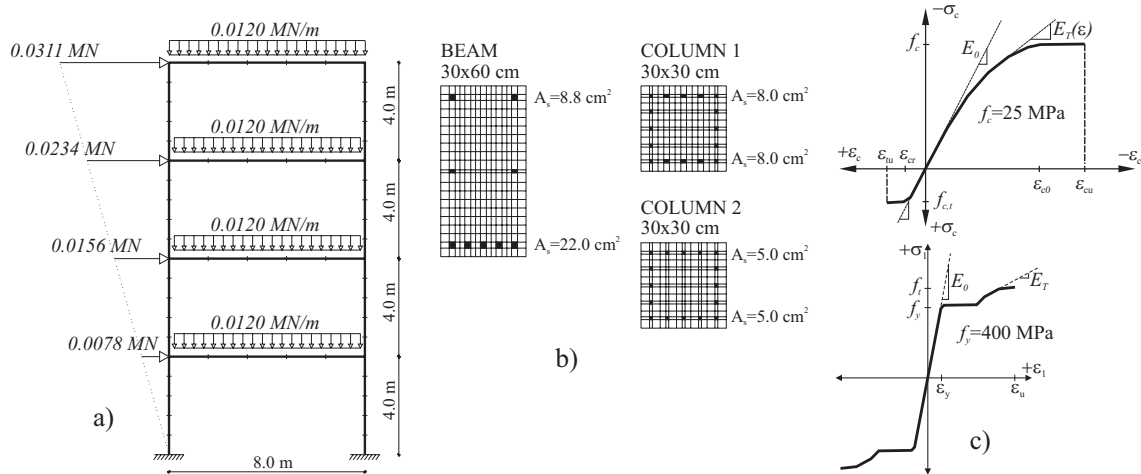 0.0120 MN/m
0.0311 MN
0.0120 MN/m
0.0234 MN
0.0120 MN/m
0.0156 MN
0.0120 MN/m
0.0078 MN
4.0 m
4.0 m
4.0 m
4.0 m
8.0 m
a)
BEAM
30x60 cm
Aₛ=8.8 cm²
Aₛ=22.0 cm²
COLUMN 1
30x30 cm
Aₛ=8.0 cm²
Aₛ=8.0 cm²
COLUMN 2
30x30 cm
Aₛ=5.0 cm²
Aₛ=5.0 cm²
b)
−σc
fc
E0
ET(ε)
fc=25 MPa
+εc
εtu
εcr
−εc
εc0
εcu
fc,t
+σc
+σ1
E0
ET
ft
fy
fy=400 MPa
+ε1
εy
εu
c)